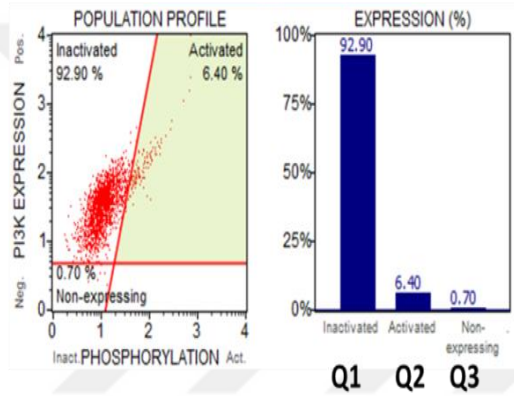 POPULATION PROFILE
4
3
2
1
0
Pos.
PI3K EXPRESSION
Neg.
Inactivated
92.90 %
Activated
6.40 %
0.70 %
Non-expressing
0 1 2 3 4
Inact. PHOSPHORYLATION Act.
EXPRESSION (%)
100%
75%
50%
25%
0%
92.90
6.40
0.70
Inactivated Activated Non-
expressing
Q1 Q2 Q3